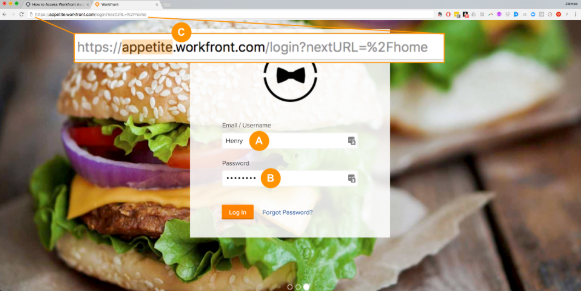 How to Access Workfront
Workfront
https://appetite.workfront.com/login?nextURL=%2Fhome
C
https://appetite.workfront.com/login?nextURL=%2Fhome
Email / Username
Henry
A
Password
B
Log in
Forgot Password?